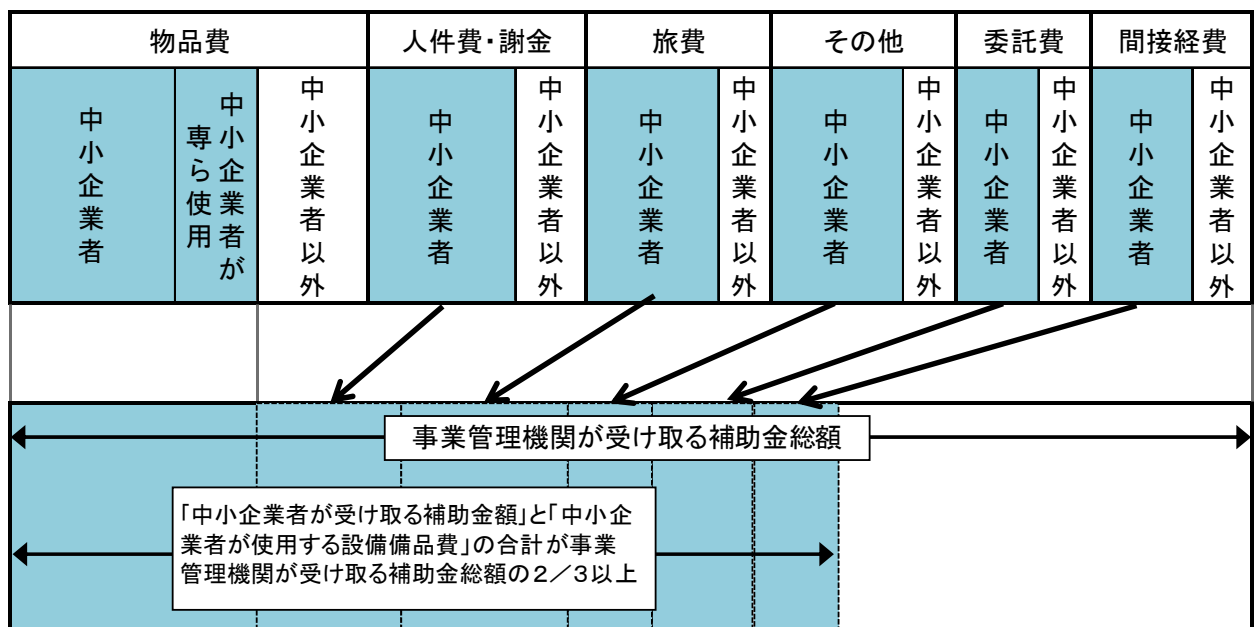 物品費
人件費・謝金
旅費
その他
委託費
間接経費
中小企業者
中小企業者が
専ら使用
中小企業者以外
中小企業者
中小企業者以外
中小企業者
中小企業者以外
中小企業者
中小企業者以外
中小企業者
中小企業者以外
中小企業者
中小企業者以外
事業管理機関が受け取る補助金総額
「中小企業者が受け取る補助金額」と「中小企
業者が使用する設備備品費」の合計が事業
管理機関が受け取る補助金総額の2／3以上